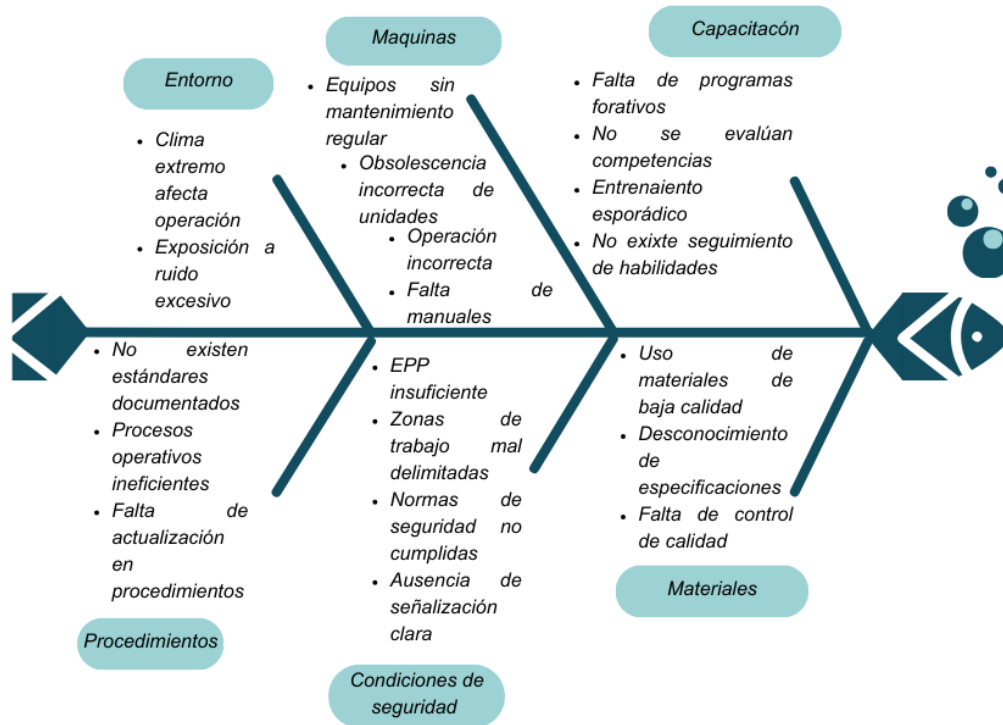 Entorno
• Clima
extremo
afecta
operación
• Exposición a
ruido
excesivo
Maquinas
• Equipos sin
mantenimiento
regular
• Obsolescencia
incorrecta de
unidades
• Operación
incorrecta
• Falta de
manuales
Capacitacón
• Falta de programas
forativos
• No se evalúan
competencias
• Entrenaiento
esporádico
• No exixte seguimiento
de habilidades
• No existen
estándares
documentados
• Procesos
operativos
ineficientes
• Falta de
actualización
en
procedimientos
Procedimientos
• EPP
insuficiente
• Zonas de
trabajo mal
delimitadas
• Normas de
seguridad no
cumplidas
• Ausencia de
señalización
clara
Condiciones de
seguridad
• Uso de
materiales de
baja calidad
• Desconocimiento
de
especificaciones
• Falta de control
de calidad
Materiales